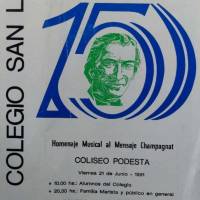 COLEGIO SAN L
150
Homenaje Musical al Mensaje Champagnat
COLISEO PODESTA
Viernes 21 de Junio - 1991
• 10,00 hs.: Alumnos del Colegio
• 20,30 hs.: Familia Marista y público en general